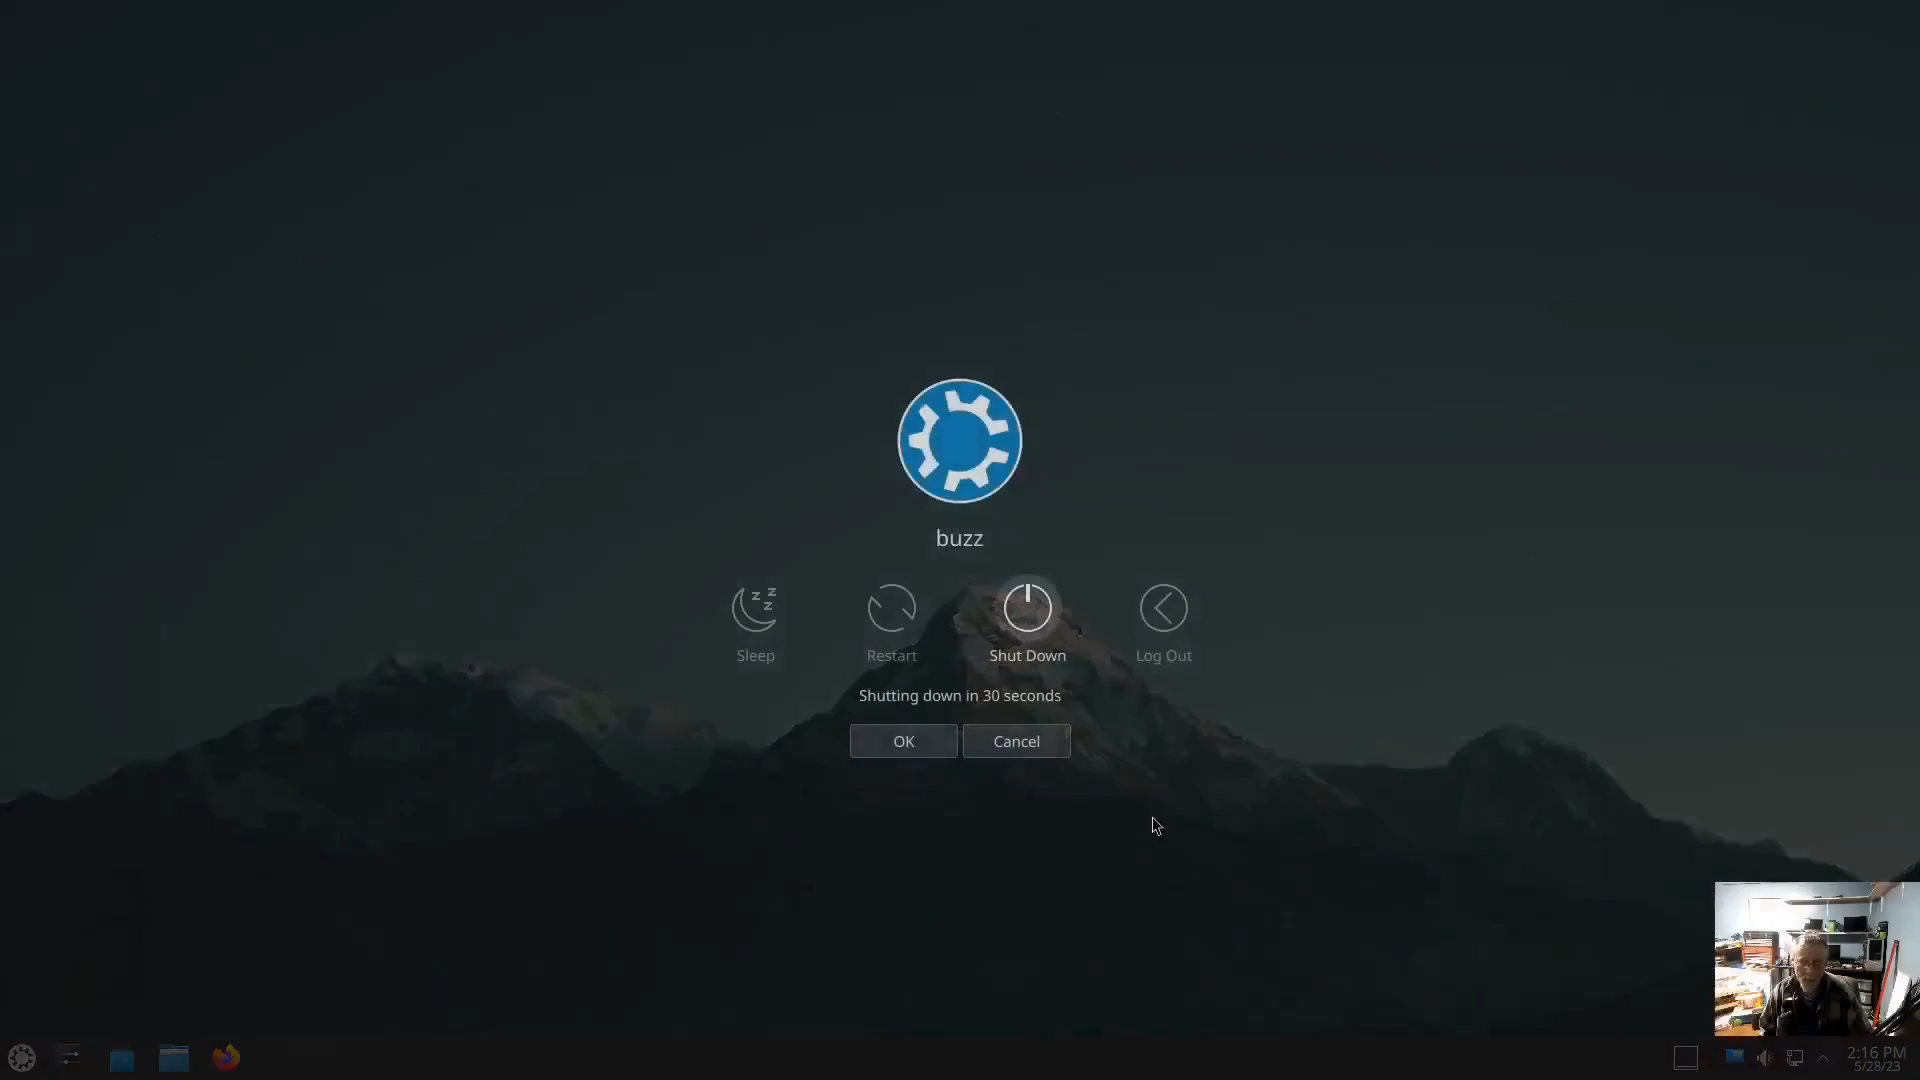 buzz
Sleep
Restart
Shut Down
Log Out
Shutting down in 30 seconds
OK
Cancel
2:16 PM
5/28/23